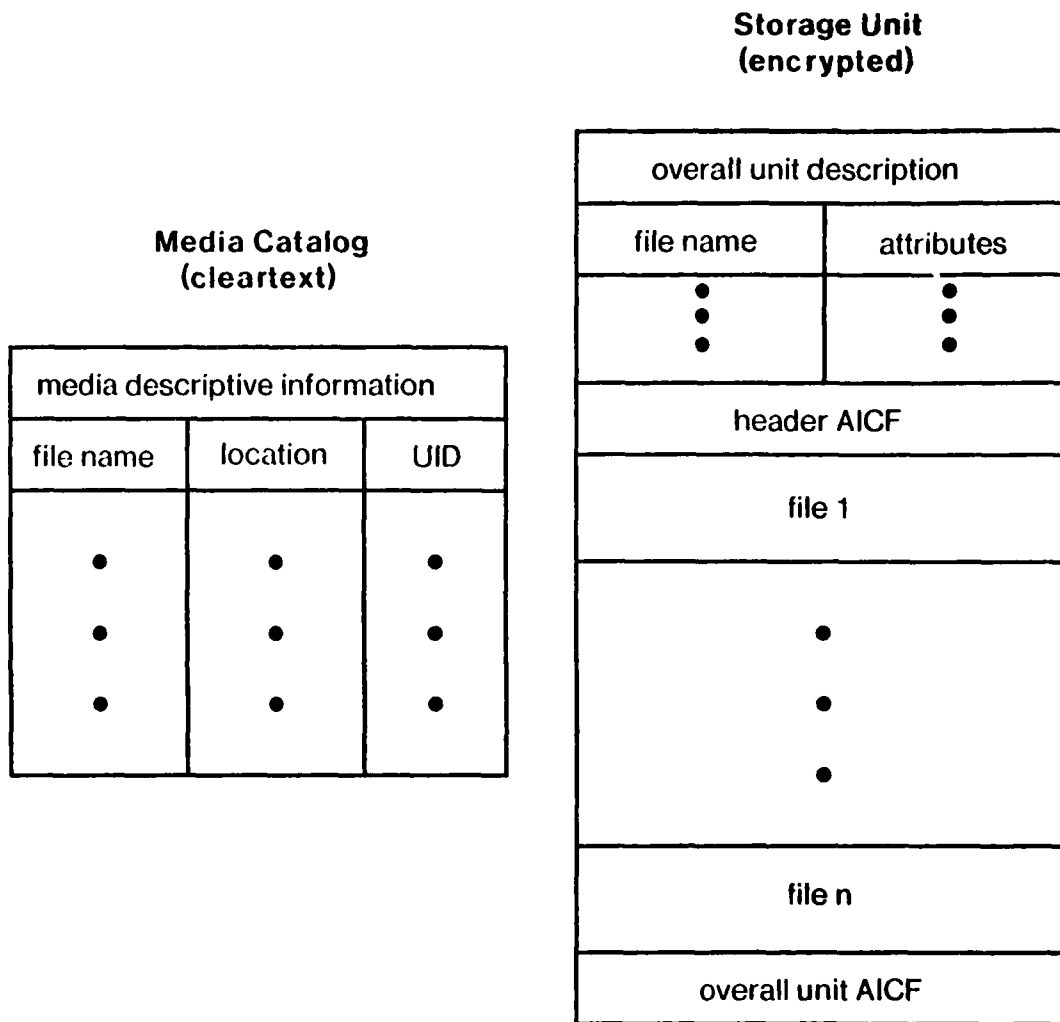 Storage Unit
(encrypted)
overall unit description
file name attributes
header AICF
file 1
file n
overall unit AICF
Media Catalog
(cleartext)
media descriptive information
file name location UID